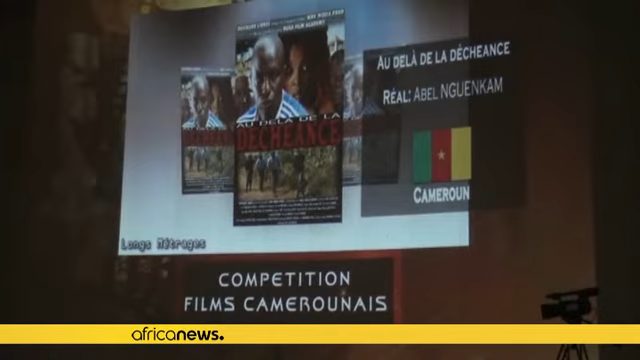 AU DELÀ DE LA
DÉCHEANCE
AU DELÀ DE LA DÉCHEANCE
RÉAL: ABEL NGUENKAM
CAMEROUN
Longs Métrages
COMPETITION
FILMS CAMEROUNAIS
africanews.